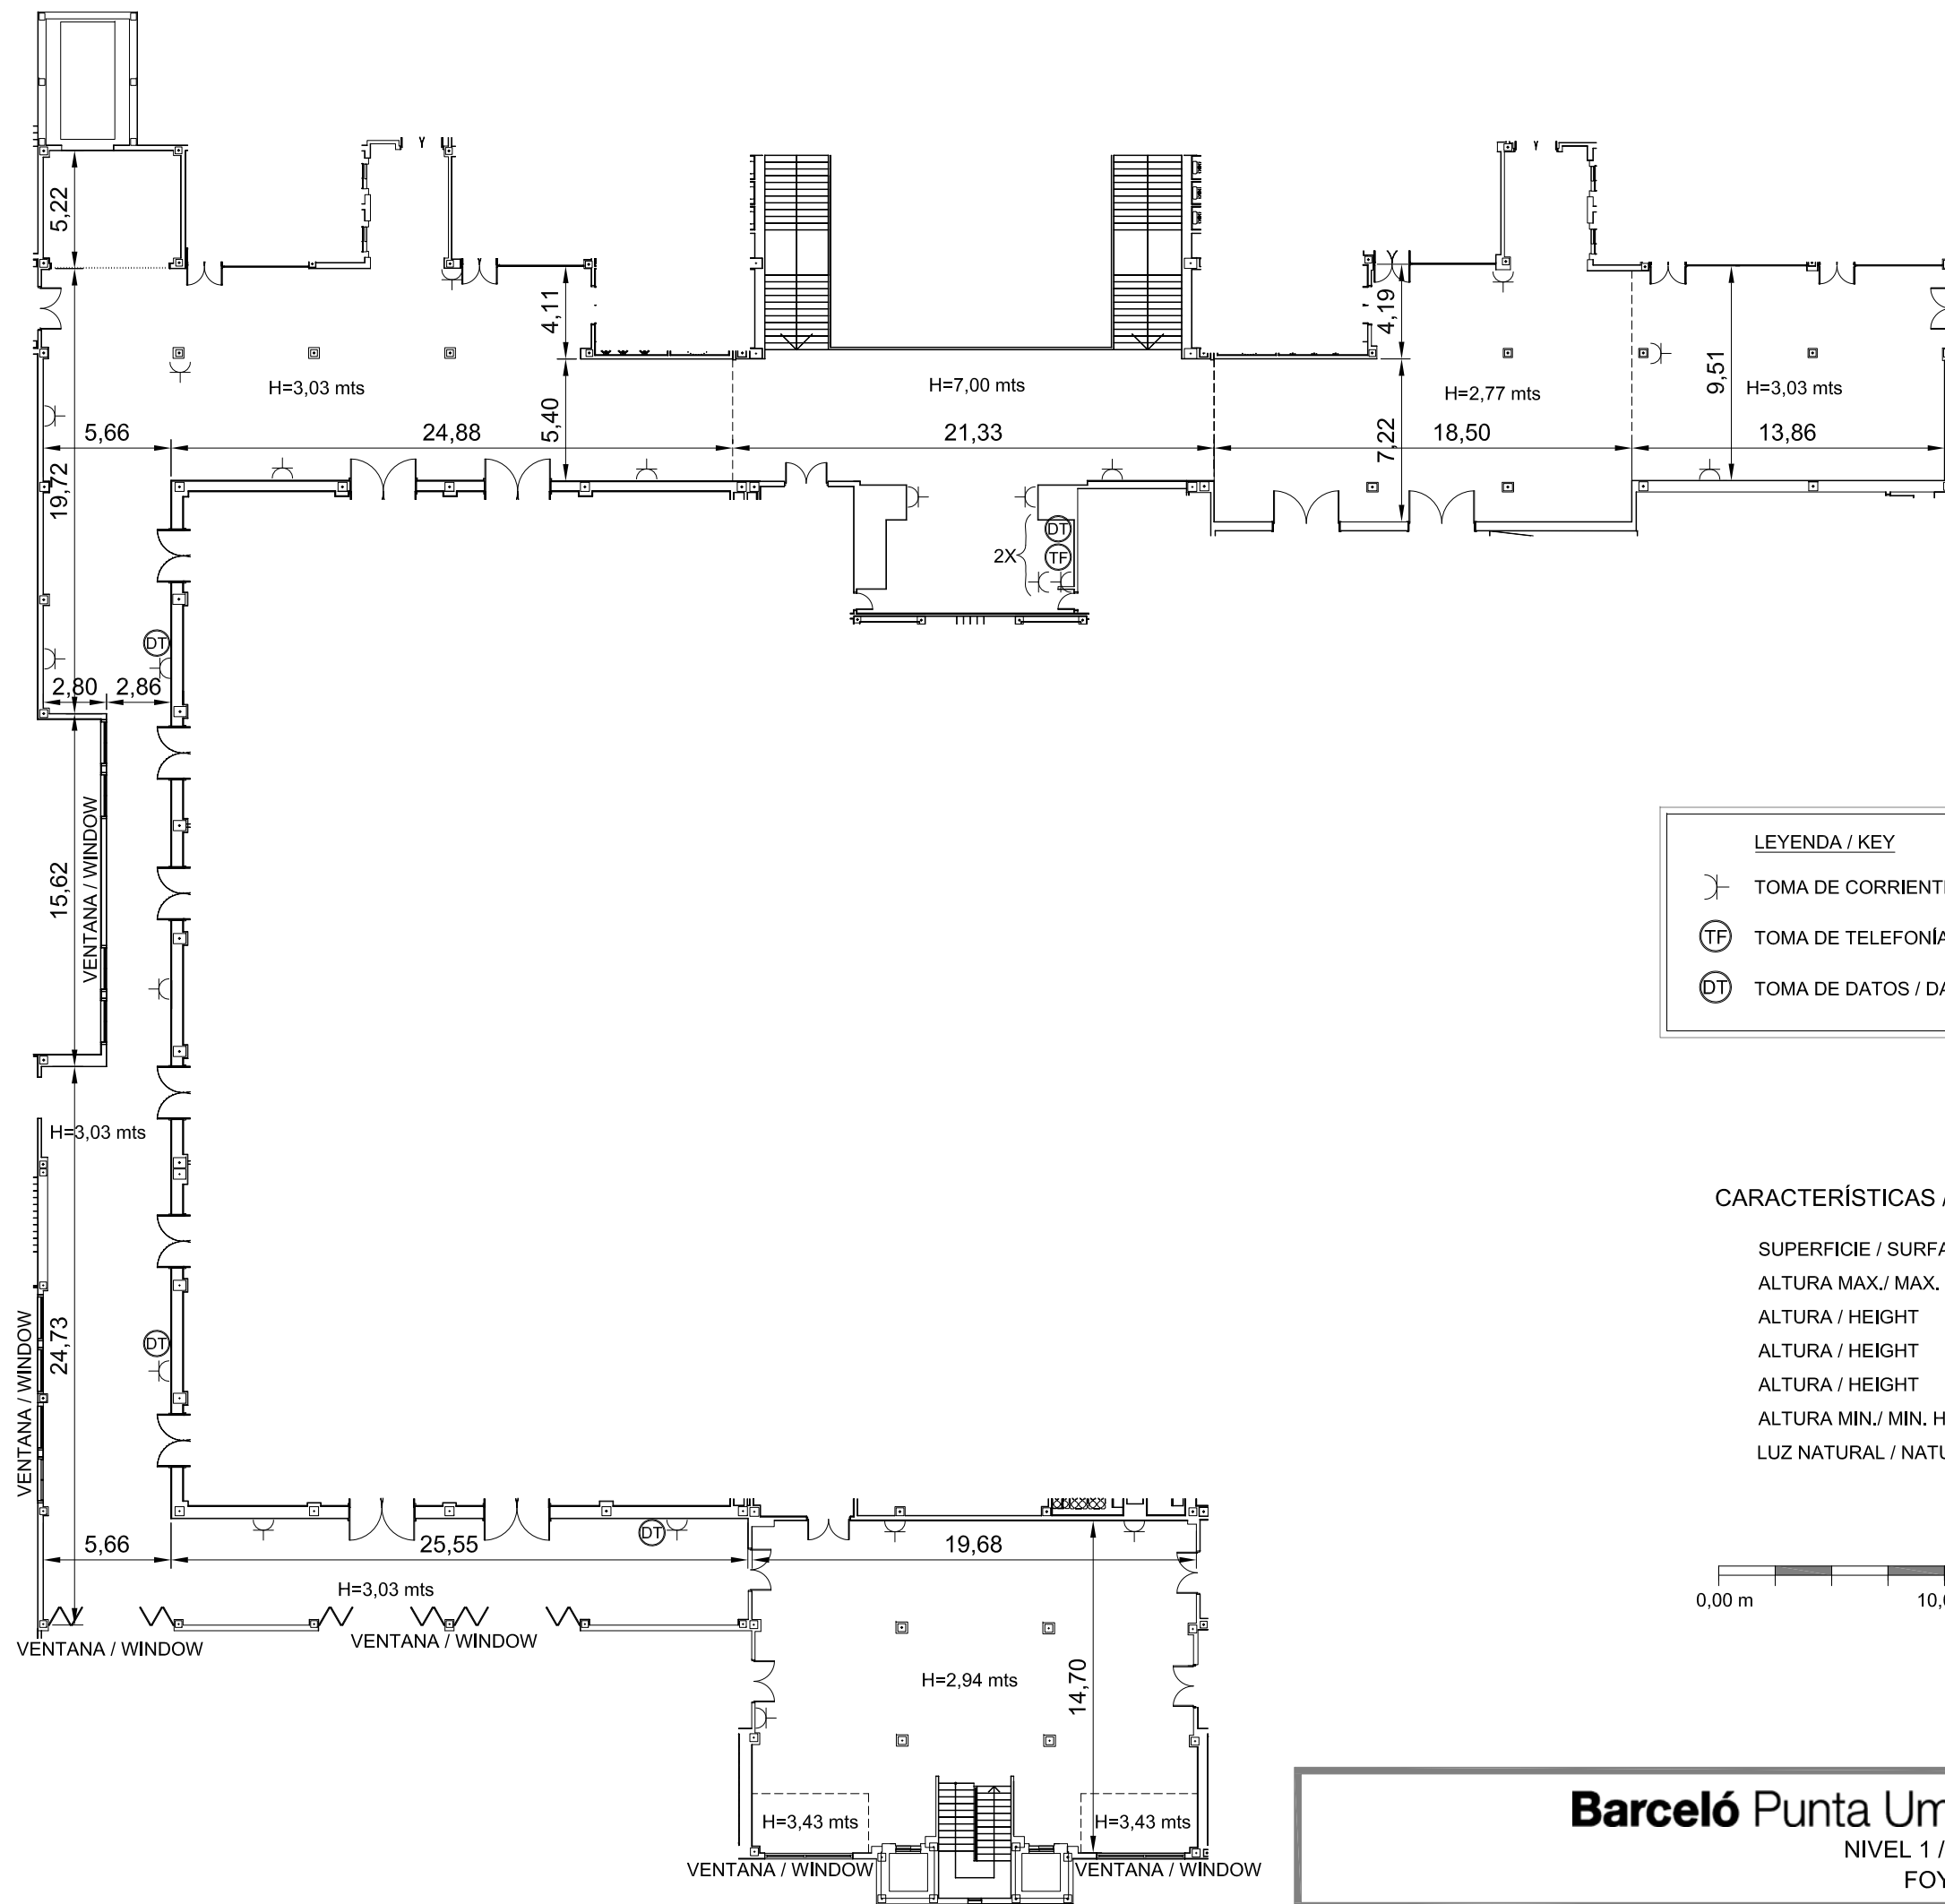 5,22
4,11
4,19
H=3,03 mts
H=7,00 mts
H=2,77 mts
9,51
H=3,03 mts
5,66
24,88
5,40
21,33
7,22
18,50
13,86
19,72
2X
DT
TF
DT
2,80
2,86
15,62
VENTANA / WINDOW
LEYENDA / KEY
TOMA DE CORRIENT
TF TOMA DE TELEFONÍA
DT TOMA DE DATOS / DA
H=3,03 mts
CARACTERÍSTICAS /
SUPERFICIE / SURFA
ALTURA MAX./ MAX.
ALTURA / HEIGHT
ALTURA / HEIGHT
ALTURA / HEIGHT
ALTURA MIN./ MIN. H
LUZ NATURAL / NATU
VENTANA / WINDOW
24,73
DT
DT
5,66
25,55
19,68
H=3,03 mts
VENTANA / WINDOW
VENTANA / WINDOW
0,00 m
10,
H=2,94 mts
14,70
H=3,43 mts
H=3,43 mts
VENTANA / WINDOW
VENTANA / WINDOW
Barceló Punta Um
NIVEL 1 /
FOY